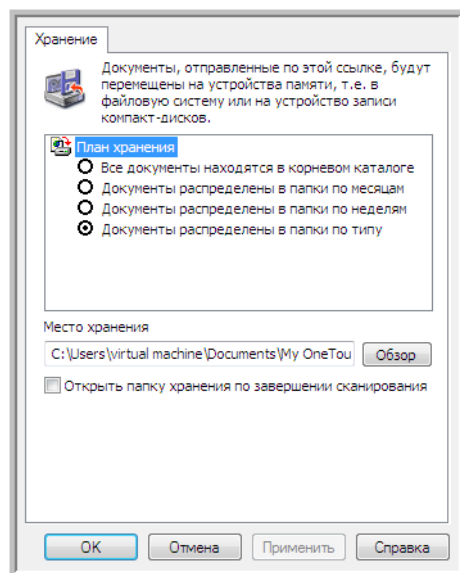 Хранение
Документы, отправленные по этой ссылке, будут
перемещены на устройства памяти, т.е. в
файловую систему или на устройство записи
компакт-дисков.
План хранения
Все документы находятся в корневом каталоге
Документы распределены в папки по месяцам
Документы распределены в папки по неделям
Документы распределены в папки по типу
Место хранения
C:\Users\virtual machine\Documents\My OneTou Обзор
Открыть папку хранения по завершении сканирования
OK Отмена Применить Справка